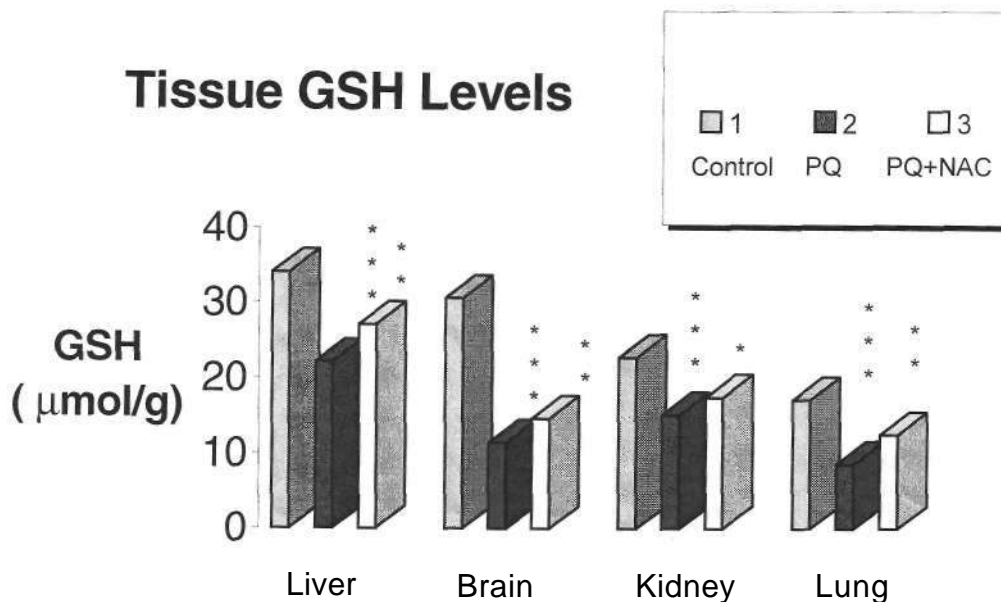 Tissue GSH Levels
1 2 3
Control PQ PQ+NAC
GSH
( μmol/g)
40
30
20
10
0
* * * * *
* * * * *
* * * *
* * * * *
Liver Brain Kidney Lung